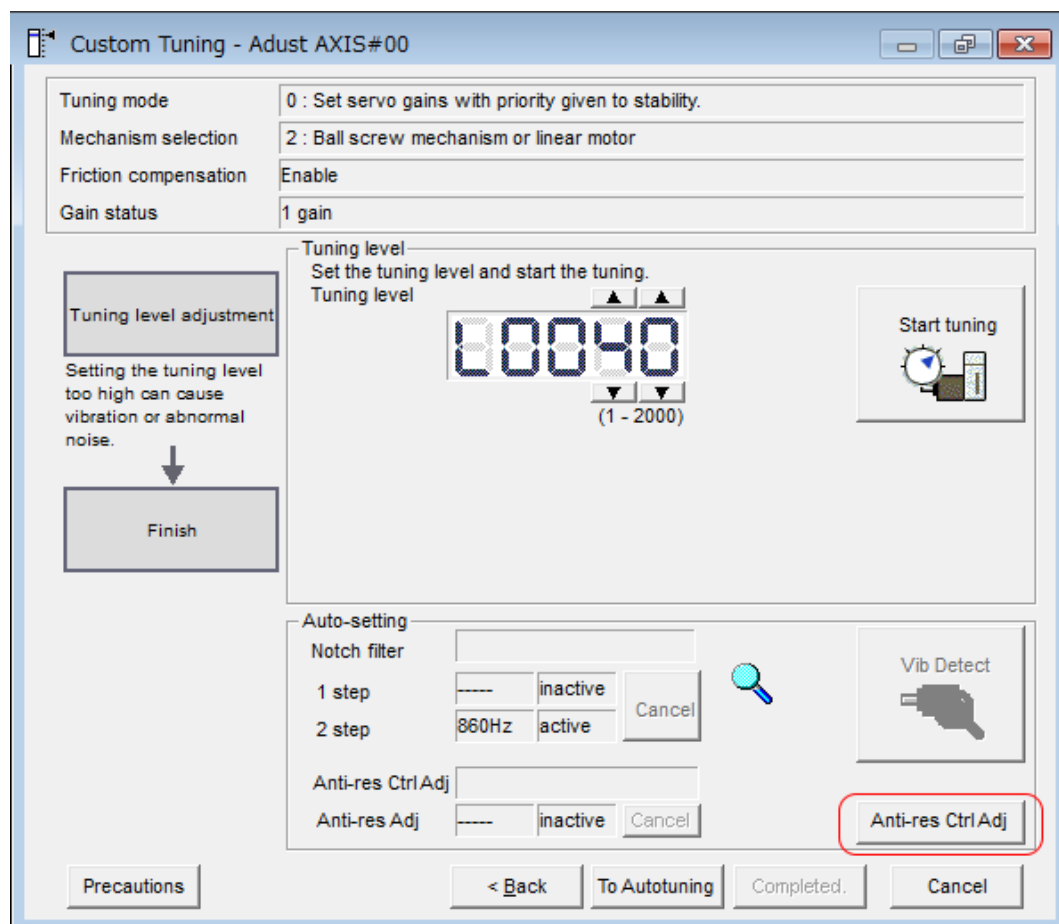 Custom Tuning - Adust AXIS#00
Tuning mode 0 : Set servo gains with priority given to stability.
Mechanism selection 2 : Ball screw mechanism or linear motor
Friction compensation Enable
Gain status 1 gain
Tuning level
Set the tuning level and start the tuning.
Tuning level
L0040
(1 - 2000)
Start tuning
Tuning level adjustment
Setting the tuning level
too high can cause
vibration or abnormal
noise.
Finish
Auto-setting
Notch filter
1 step ----- inactive
2 step 860Hz active
Cancel
Vib Detect
Anti-res Ctrl Adj
Anti-res Adj ----- inactive Cancel
Anti-res Ctrl Adj
Precautions < Back To Autotuning Completed. Cancel